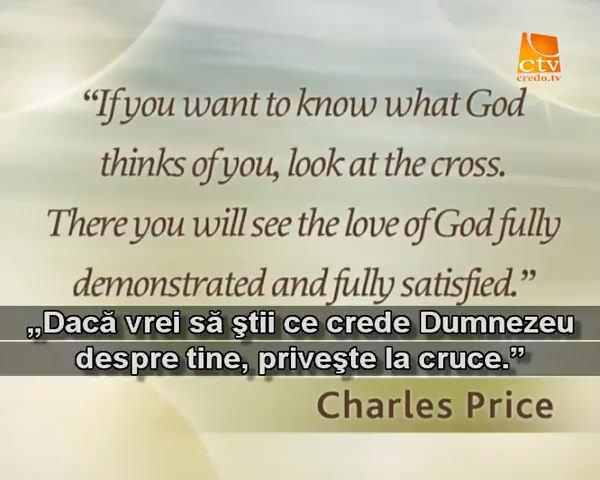 ctv
credo.tv
“If you want to know what God
thinks of you, look at the cross.
There you will see the love of God fully
demonstrated and fully satisfied.”
„Dacă vrei să ştii ce crede Dumnezeu
despre tine, priveşte la cruce.”
Charles Price